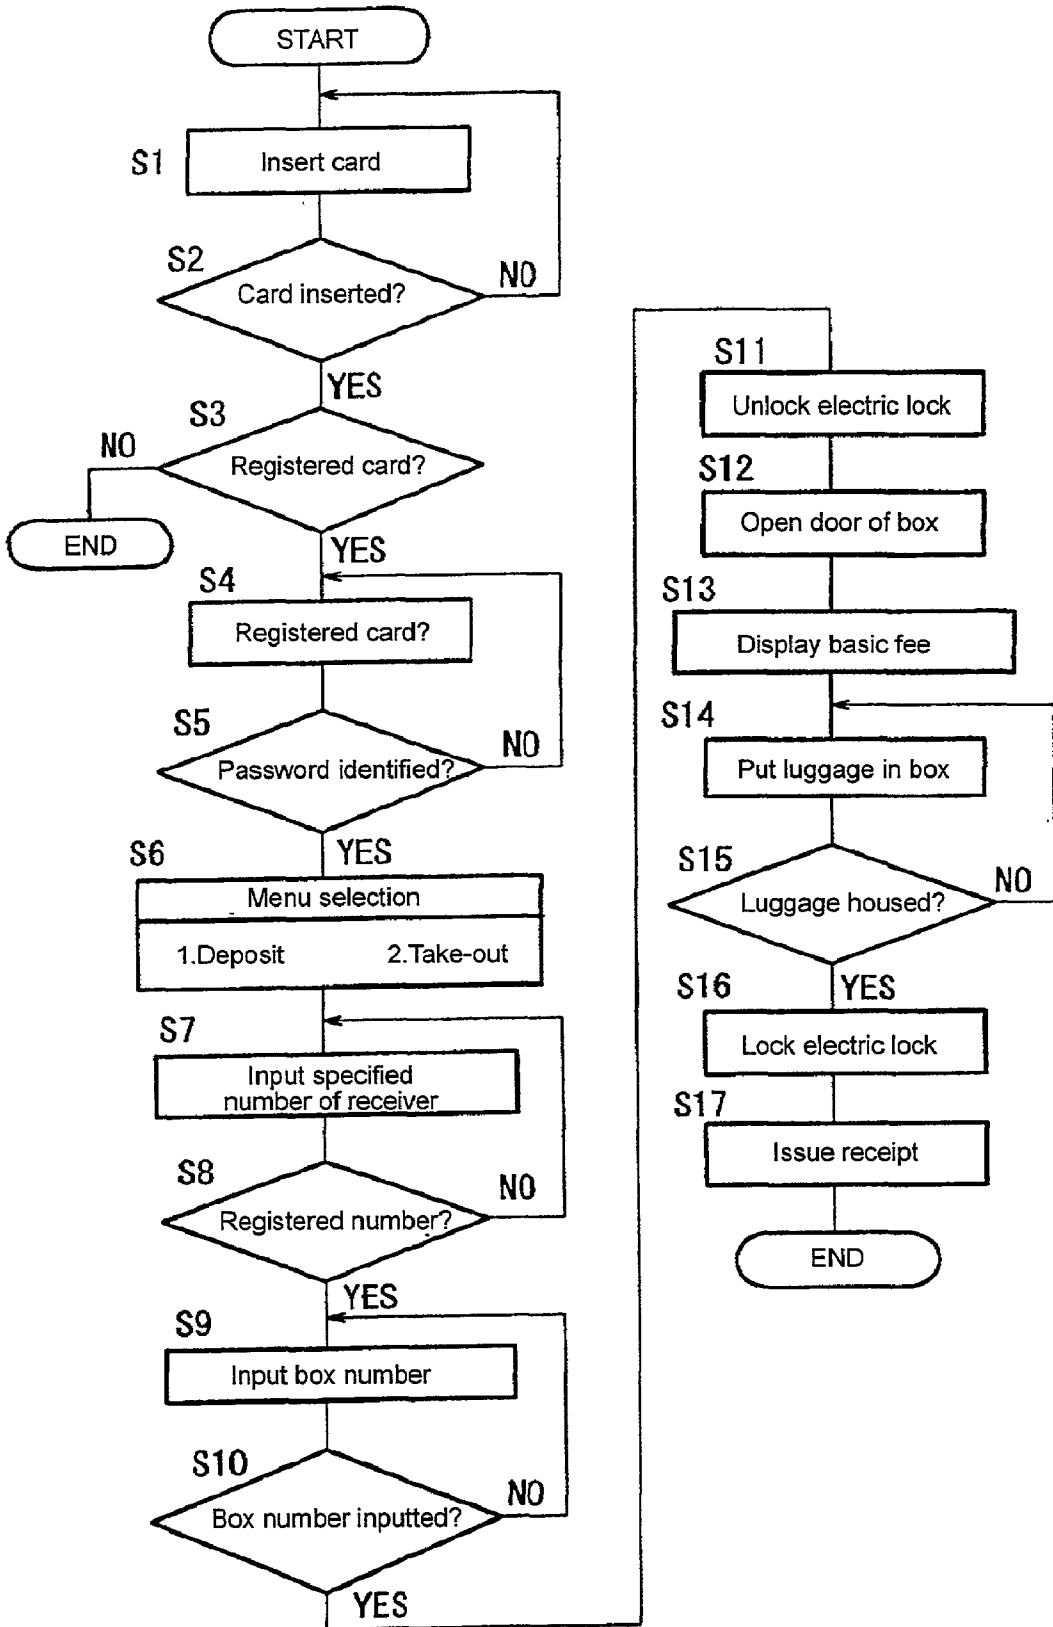 START
S1
Insert card
S2
Card inserted?
NO
YES
S3
Registered card?
NO
END
YES
S4
Registered card?
S5
Password identified?
NO
YES
S6
Menu selection
1.Deposit 2.Take-out
S7
Input specified
number of receiver
S8
Registered number?
NO
YES
S9
Input box number
S10
Box number inputted?
NO
YES
S11
Unlock electric lock
S12
Open door of box
S13
Display basic fee
S14
Put luggage in box
S15
Luggage housed?
NO
YES
S16
Lock electric lock
S17
Issue receipt
END